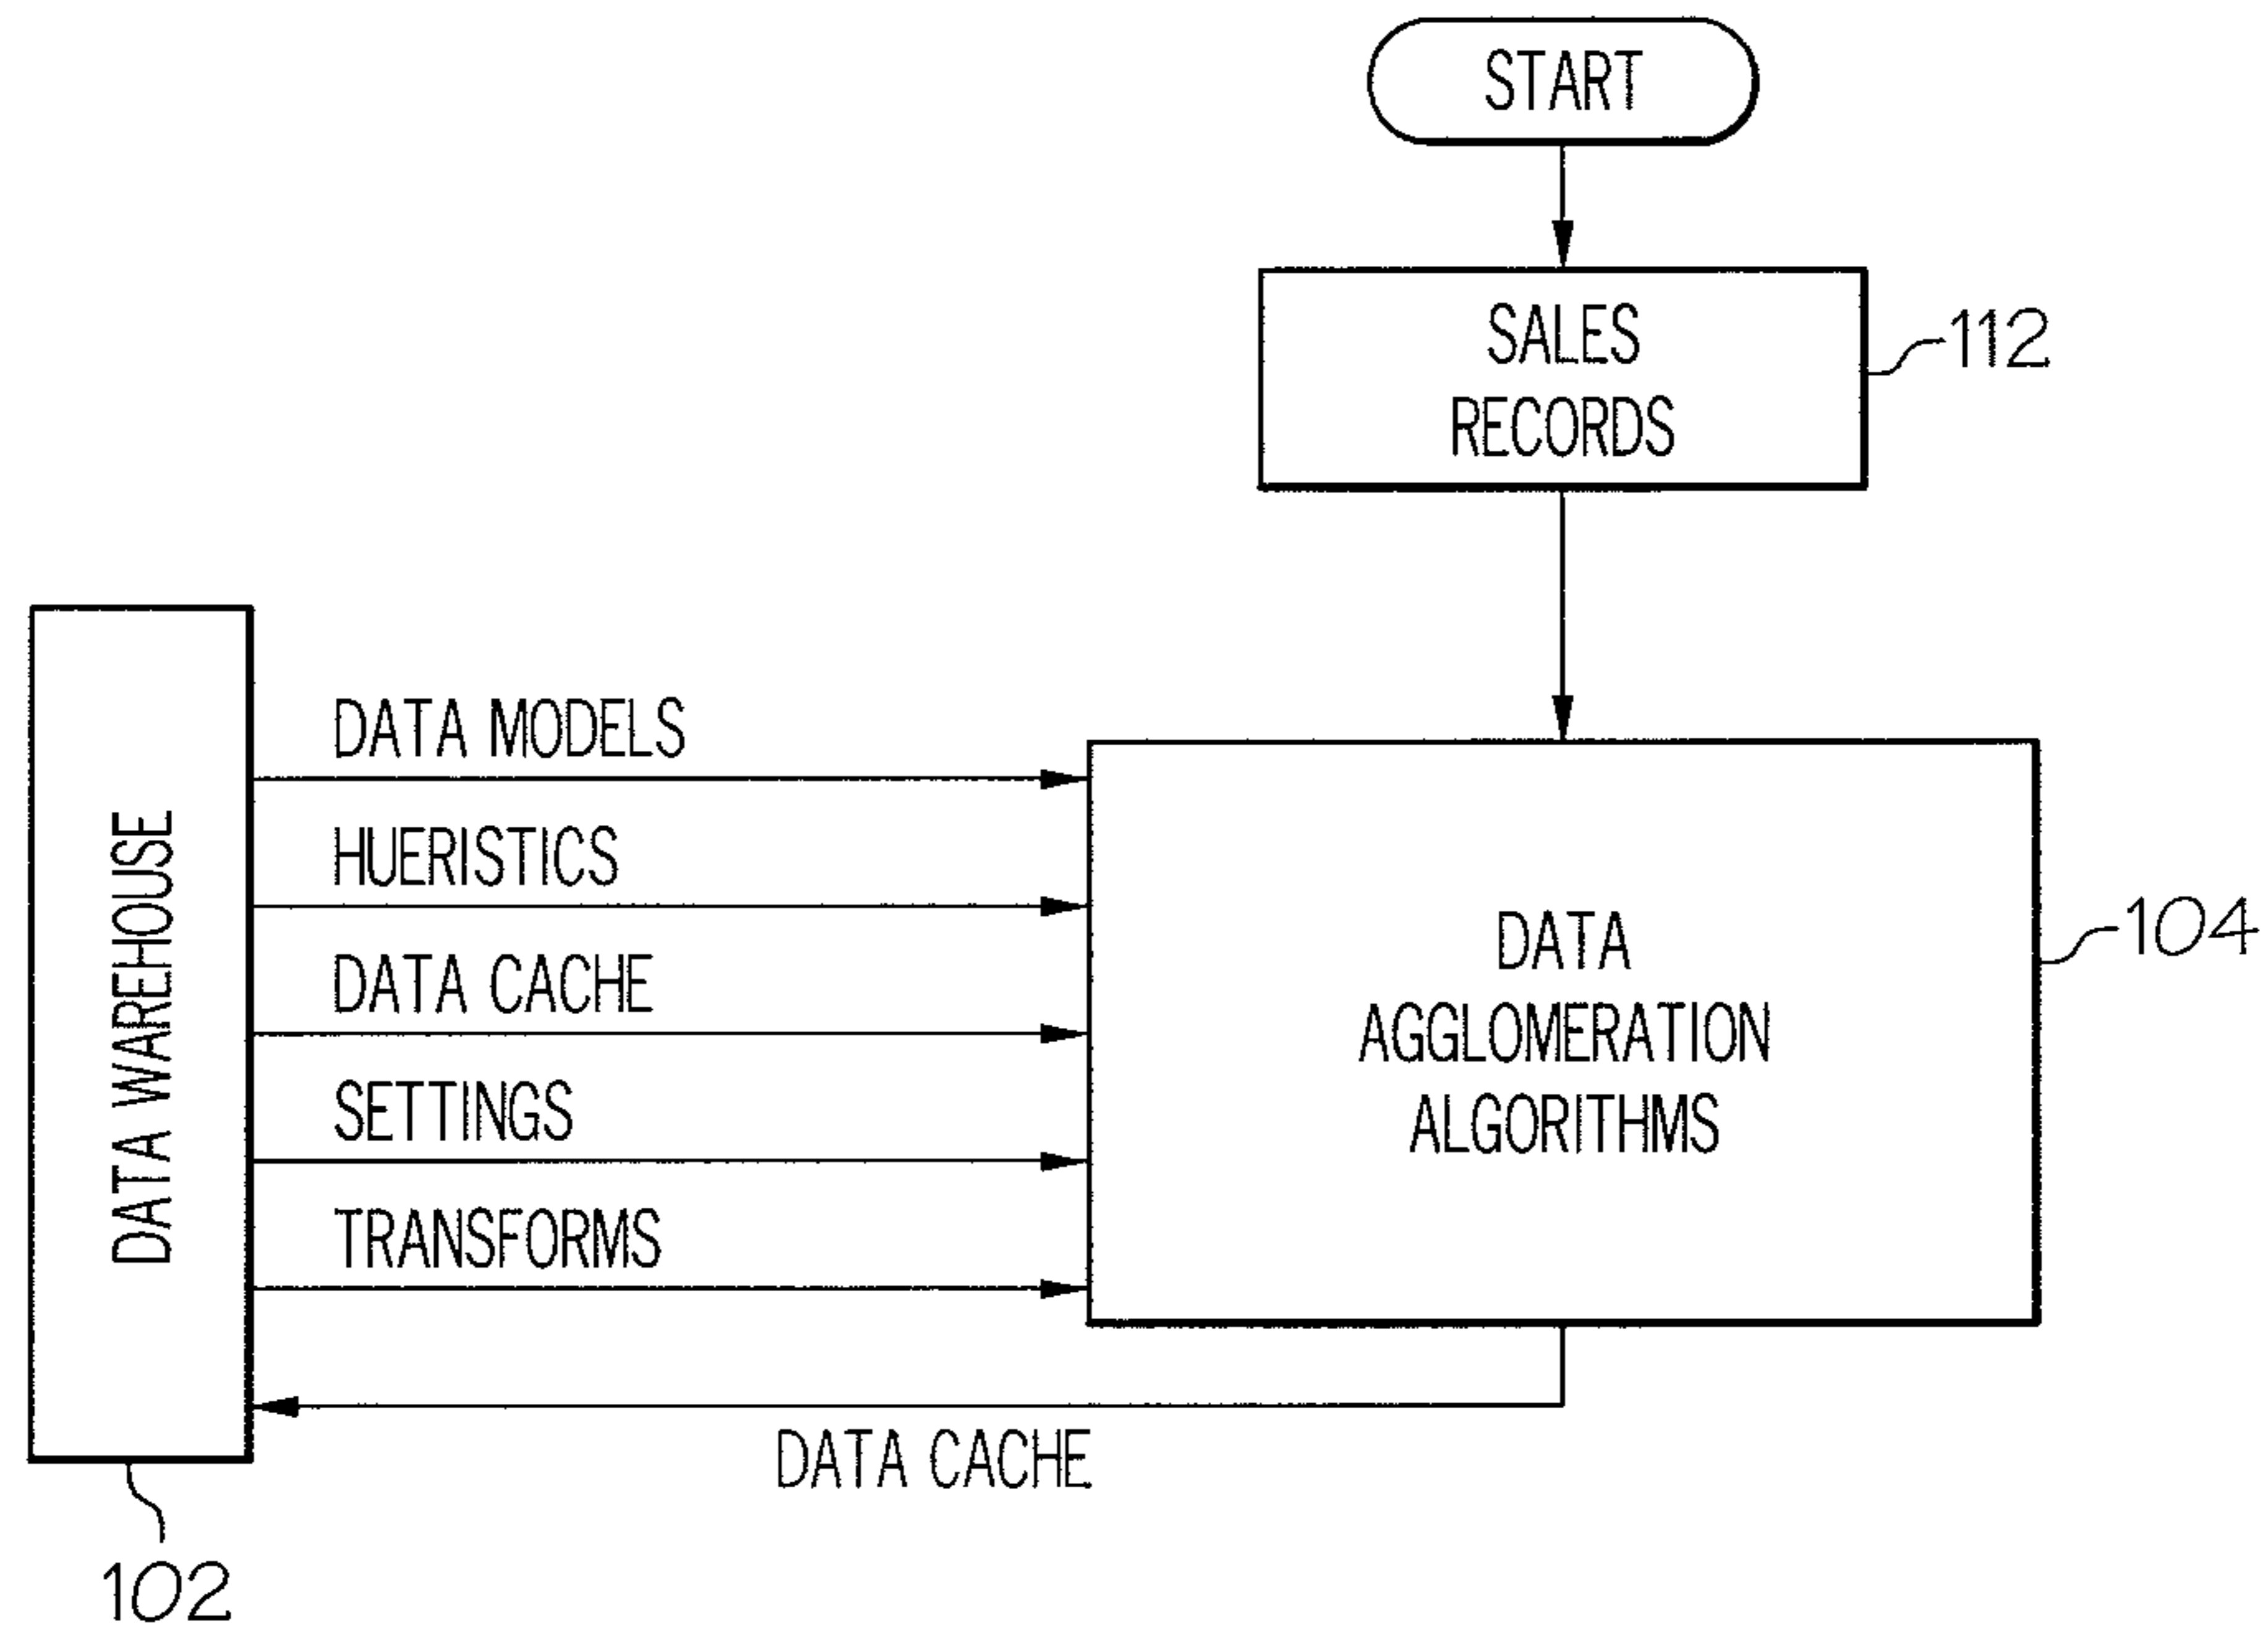 START
SALES
RECORDS
112
DATA WAREHOUSE
DATA MODELS
HUERISTICS
DATA CACHE
SETTINGS
TRANSFORMS
DATA
AGGLOMERATION
ALGORITHMS
104
DATA CACHE
102